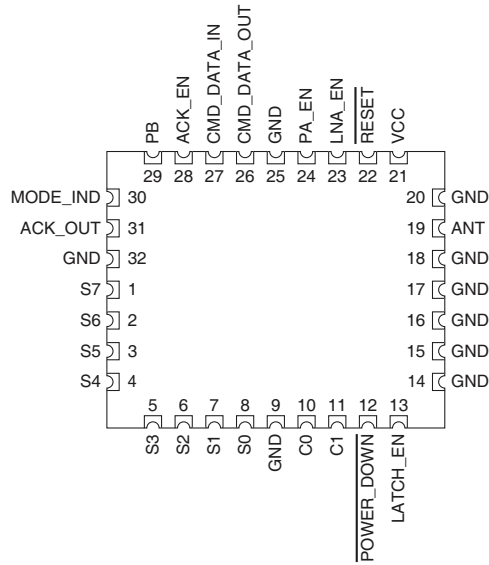 PB
ACK_EN
CMD_DATA_IN
CMD_DATA_OUT
GND
PA_EN
LNA_EN
RESET
VCC
29 28 27 26 25 24 23 22 21
MODE_IND 30
ACK_OUT 31
GND 32
S7 1
S6 2
S5 3
S4 4
20 GND
19 ANT
18 GND
17 GND
16 GND
15 GND
14 GND
5 6 7 8 9 10 11 12 13
S3
S2
S1
S0
GND
C0
C1
POWER_DOWN
LATCH_EN